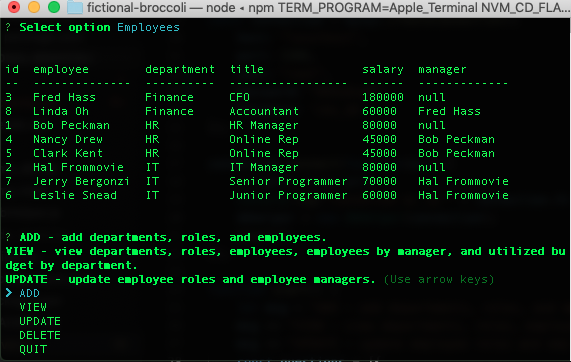 fictional-broccoli — node ◂ npm TERM_PROGRAM=Apple_Terminal NVM_CD_FLA...
? Select option Employees
id employee department title salary manager
-- -------------- ---------- ----------------- ------ -------------
3 Fred Hass Finance CFO 180000 null
8 Linda Oh Finance Accountant 60000 Fred Hass
1 Bob Peckman HR HR Manager 80000 null
4 Nancy Drew HR Online Rep 45000 Bob Peckman
5 Clark Kent HR Online Rep 45000 Bob Peckman
2 Hal Frommovie IT IT Manager 80000 null
7 Jerry Bergonzi IT Senior Programmer 70000 Hal Frommovie
6 Leslie Snead IT Junior Programmer 60000 Hal Frommovie
? ADD - add departments, roles, and employees.
VIEW - view departments, roles, employees, employees by manager, and utilized bu
dget by department.
UPDATE - update employee roles and employee managers. (Use arrow keys)
❯ ADD
VIEW
UPDATE
DELETE
QUIT